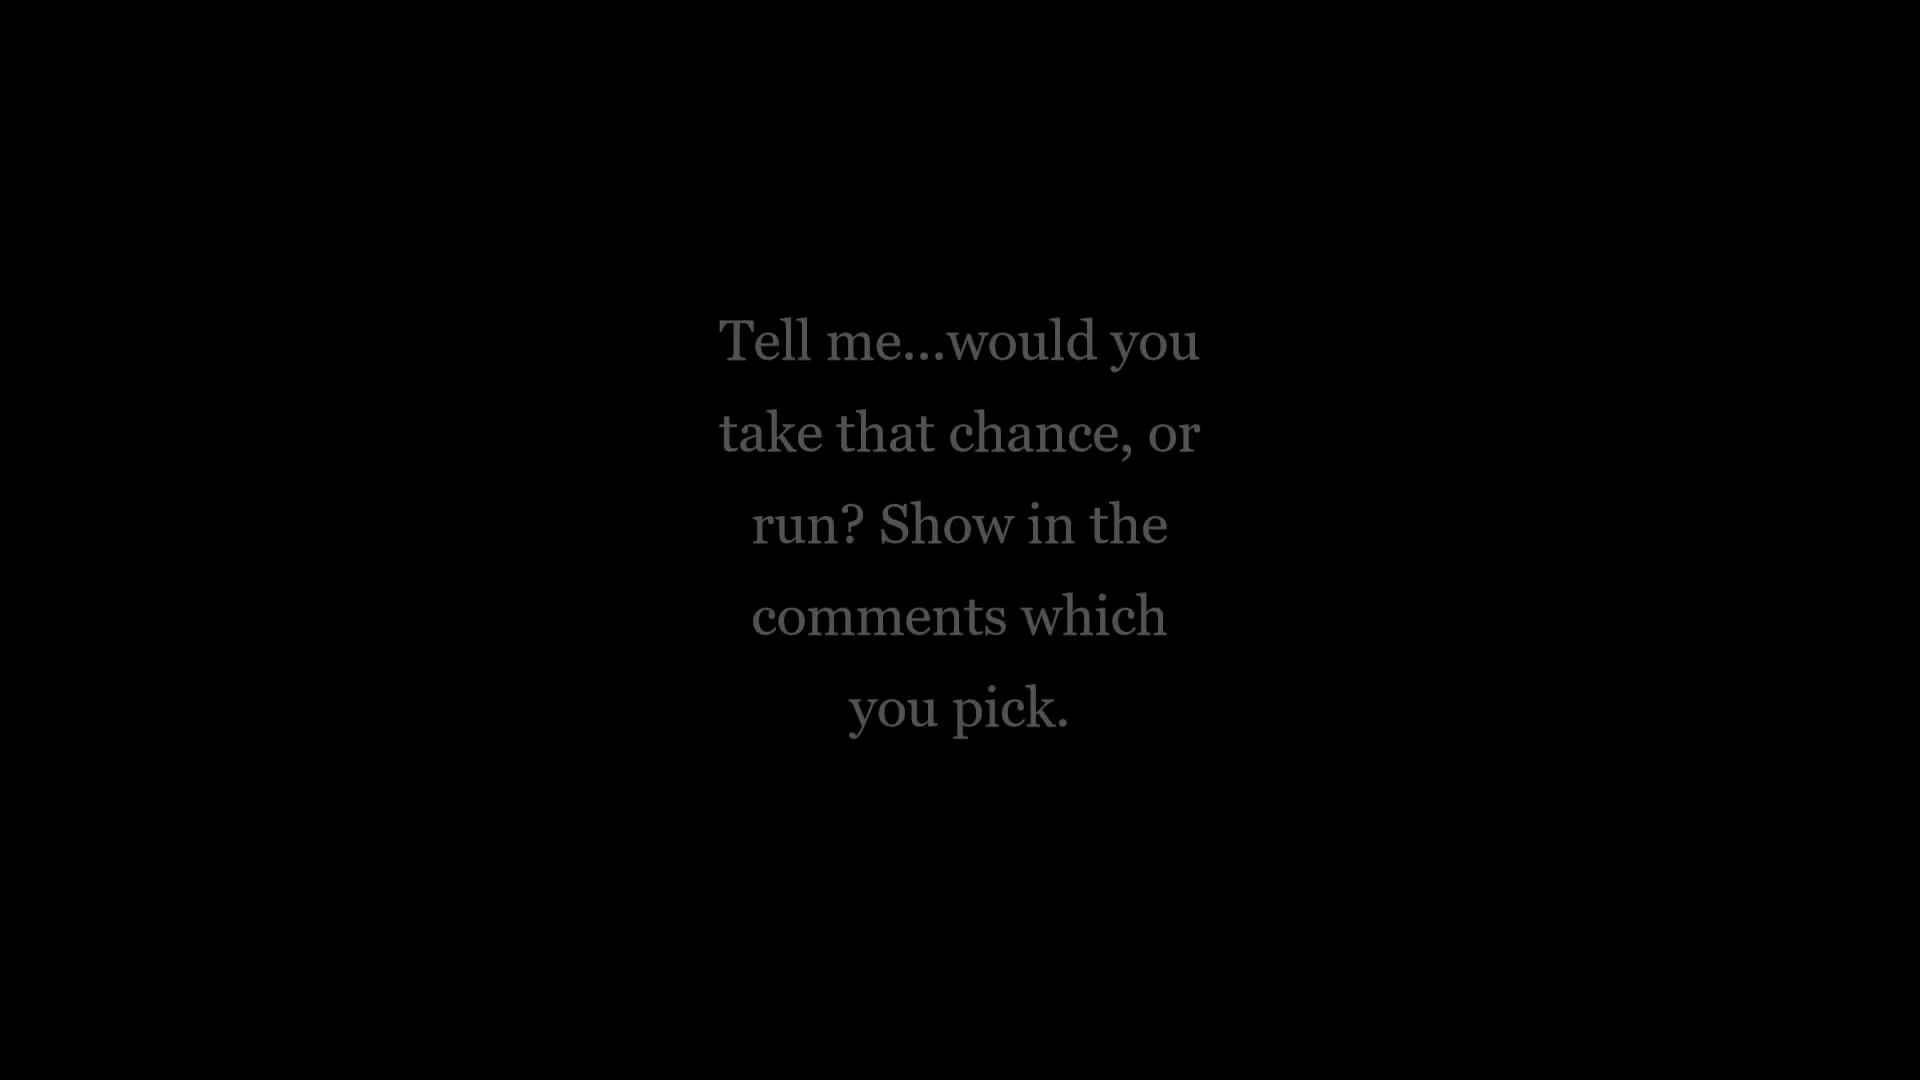 Tell me...would you
take that chance, or
run? Show in the
comments which
you pick.